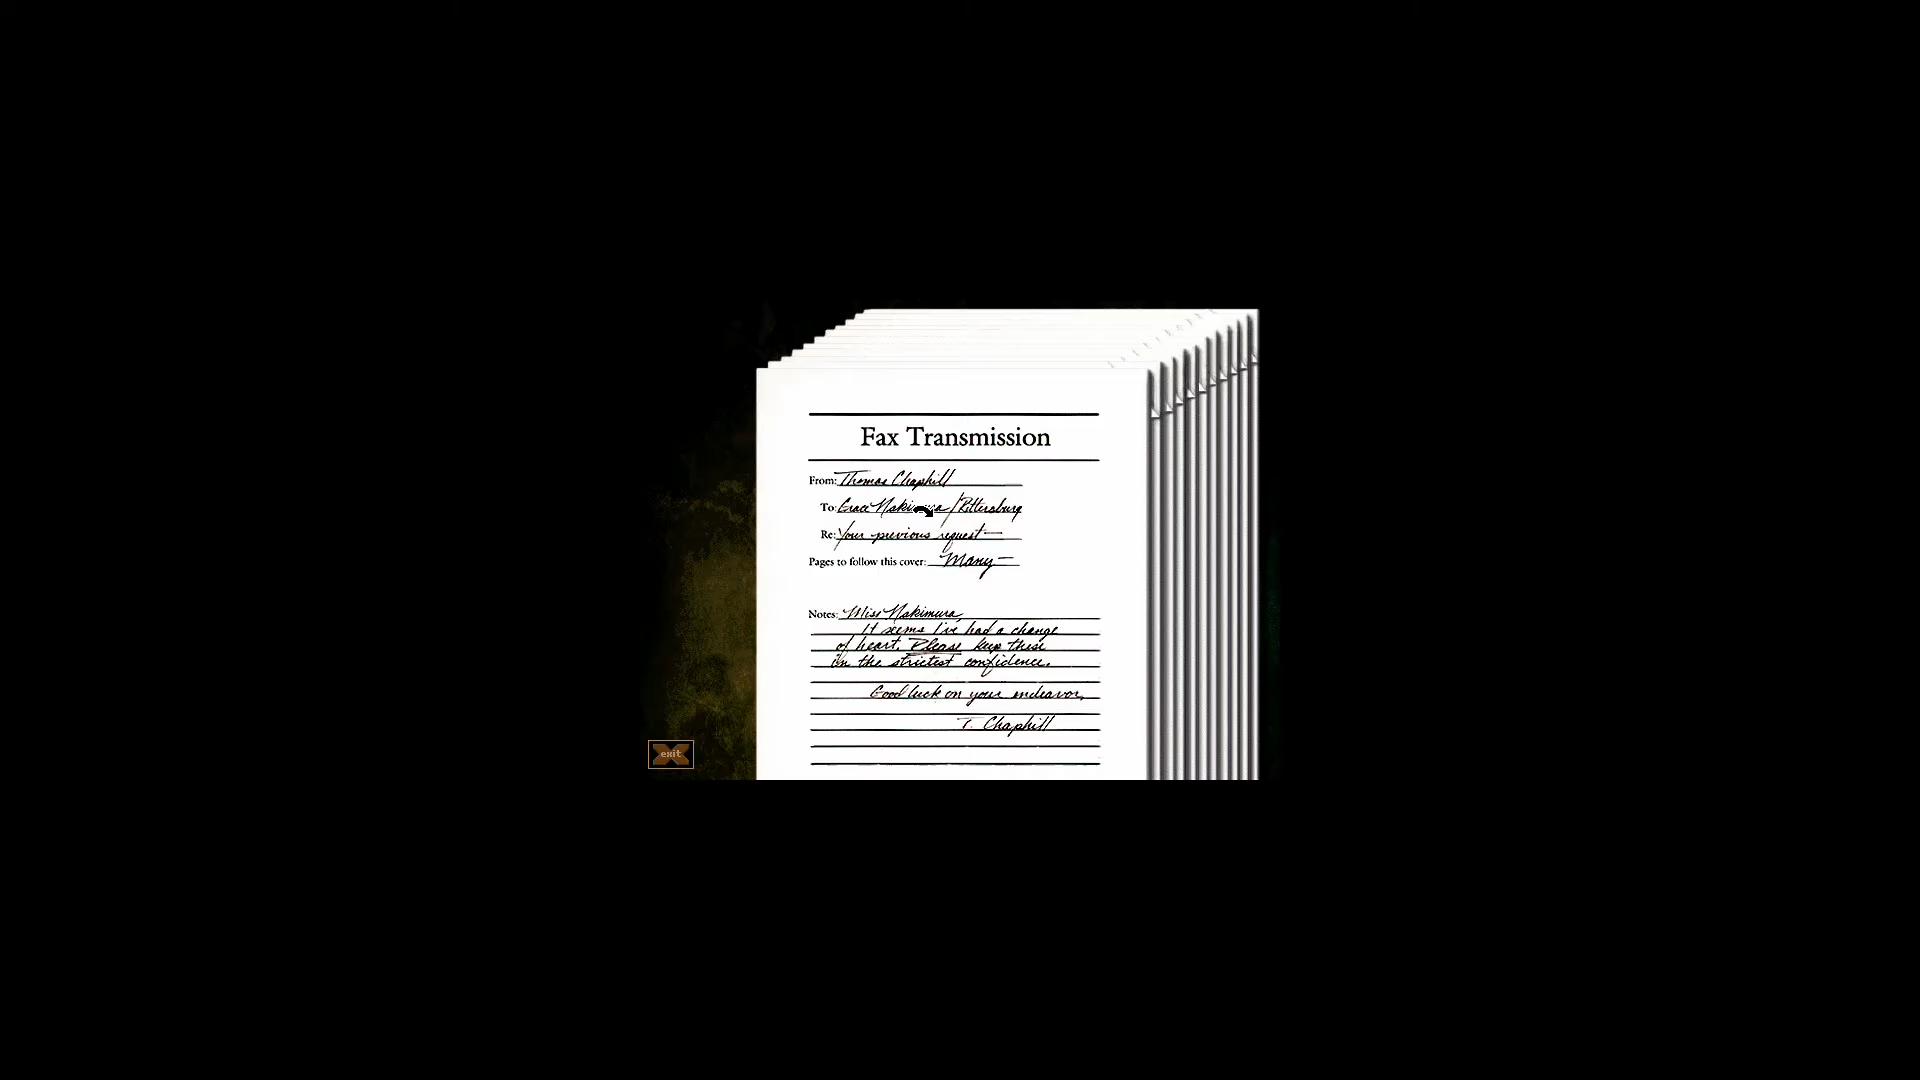 Fax Transmission
From: Thomas Chaphill
To: Grace Nakimura / Rittersburg
Re: Your previous request —
Pages to follow this cover: Many —
Notes: Miss Nakimura,
It seems I've had a change
of heart. Please keep these
in the strictest confidence.
Good luck on your endeavor,
T. Chaphill
exit